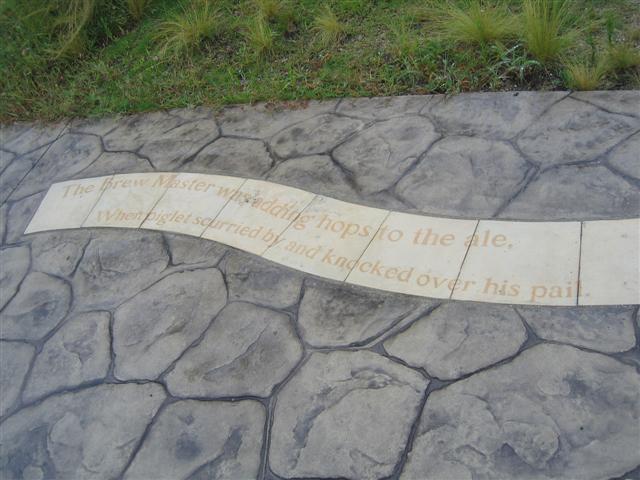 The Brew Master was adding hops to the ale,
When piglet scurried by and knocked over his pail.